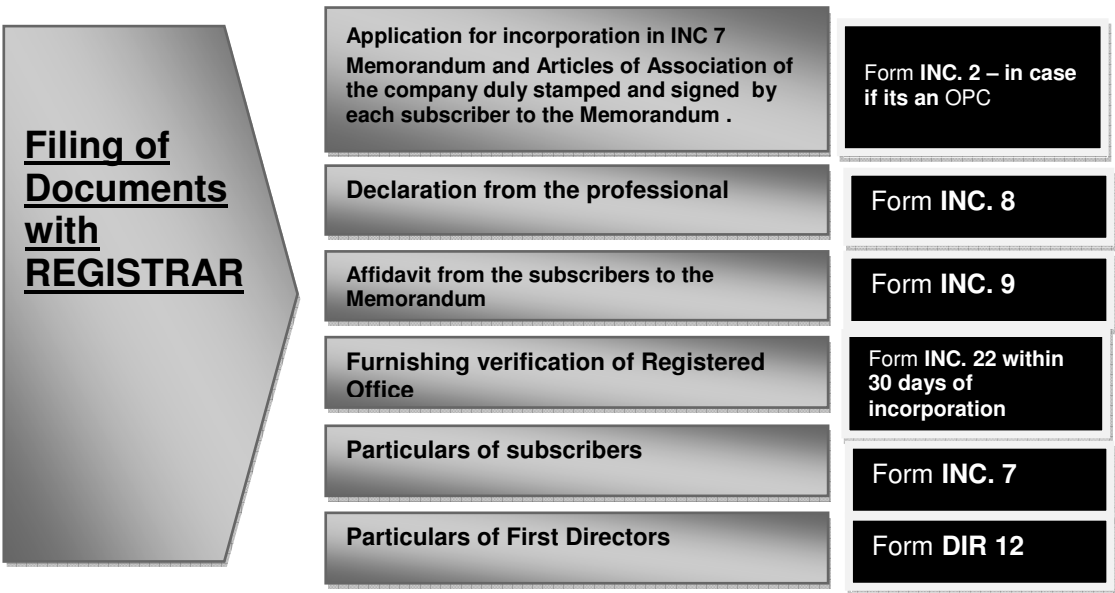 Filing of
Documents
with
REGISTRAR
Application for incorporation in INC 7
Memorandum and Articles of Association of
the company duly stamped and signed by
each subscriber to the Memorandum .
Form INC. 2 – in case
if its an OPC
Declaration from the professional
Form INC. 8
Affidavit from the subscribers to the
Memorandum
Form INC. 9
Furnishing verification of Registered
Office
Form INC. 22 within
30 days of
incorporation
Particulars of subscribers
Form INC. 7
Particulars of First Directors
Form DIR 12